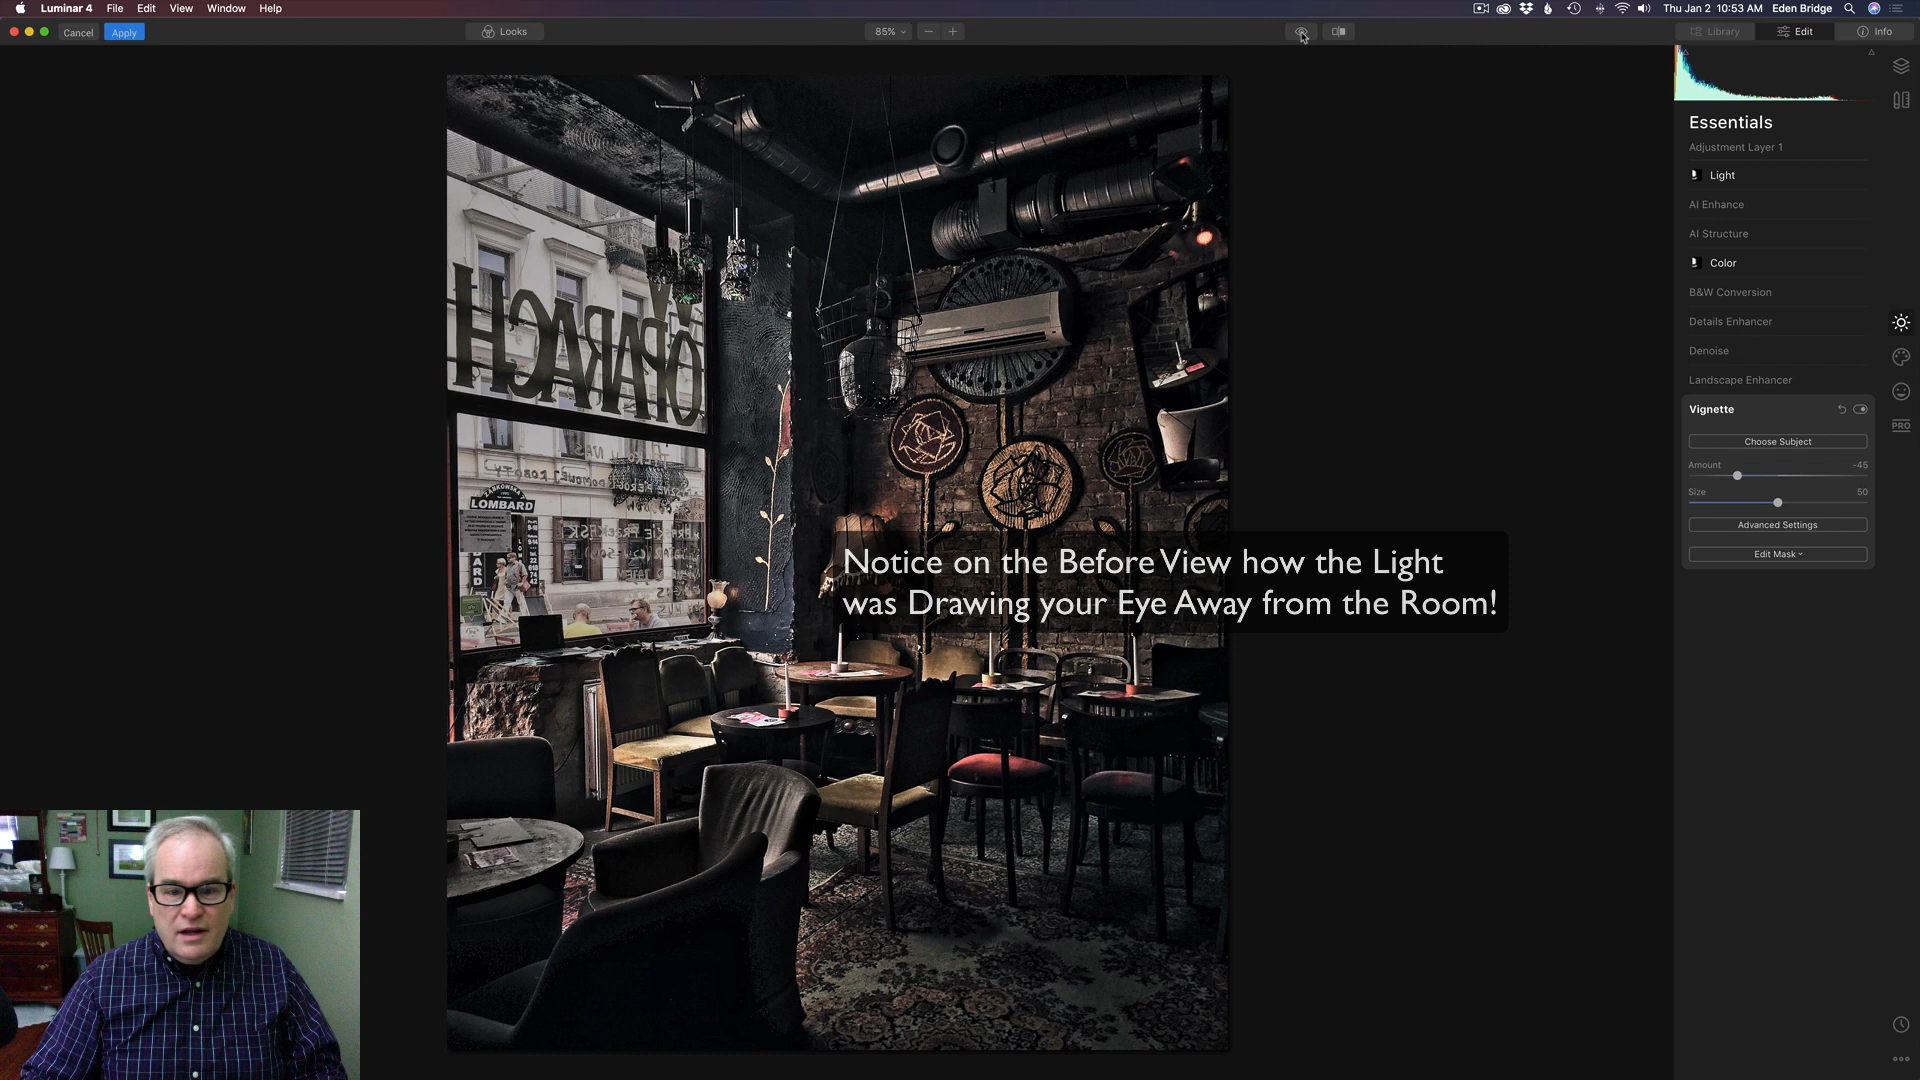 Luminar 4 File Edit View Window Help
Thu Jan 2 10:53 AM Eden Bridge
Cancel Apply Looks 85% Library Edit Info
Essentials
Adjustment Layer 1
Light
AI Enhance
AI Structure
Color
B&W Conversion
Details Enhancer
Denoise
Landscape Enhancer
Vignette
Choose Subject
Amount -45
Size 50
Advanced Settings
Edit Mask
PRO
OPARACH
ZĄBKOWSKA 7
LOMBARD
Notice on the Before View how the Light
was Drawing your Eye Away from the Room!